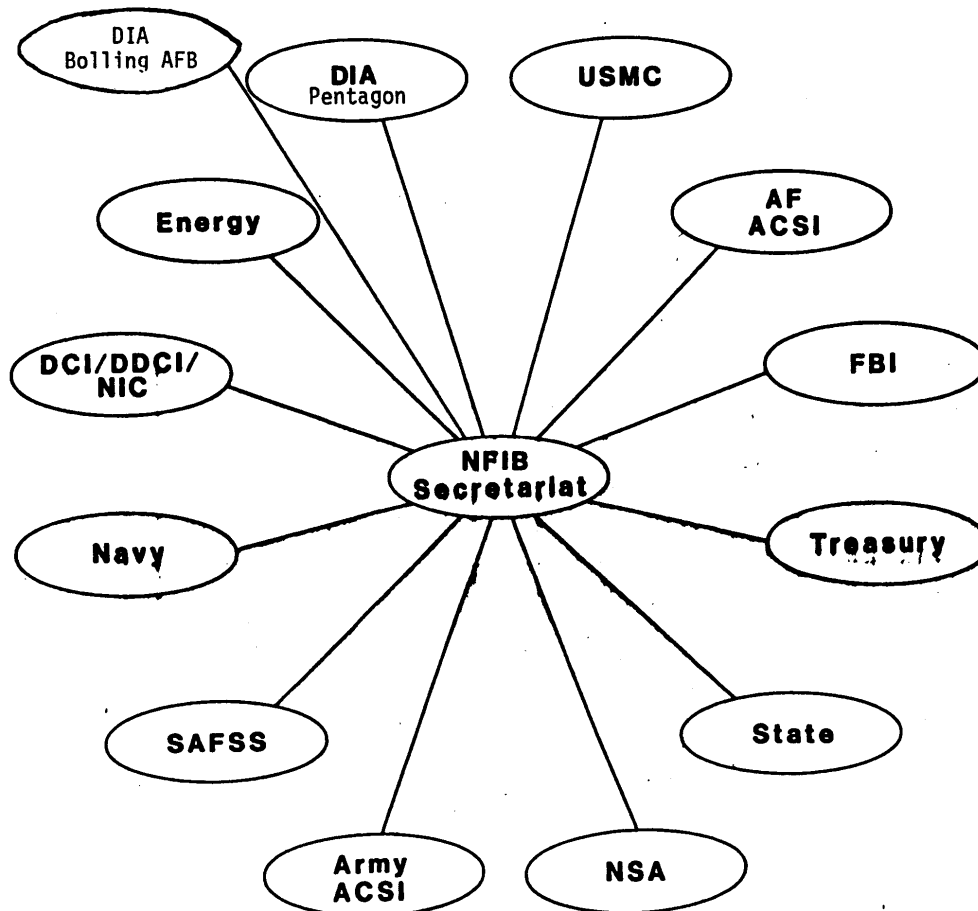 DIA
Bolling AFB
DIA
Pentagon
USMC
Energy
AF
ACSI
DCI/DDCI/
NIC
FBI
NFIB
Secretariat
Navy
Treasury
SAFSS
State
Army
ACSI
NSA